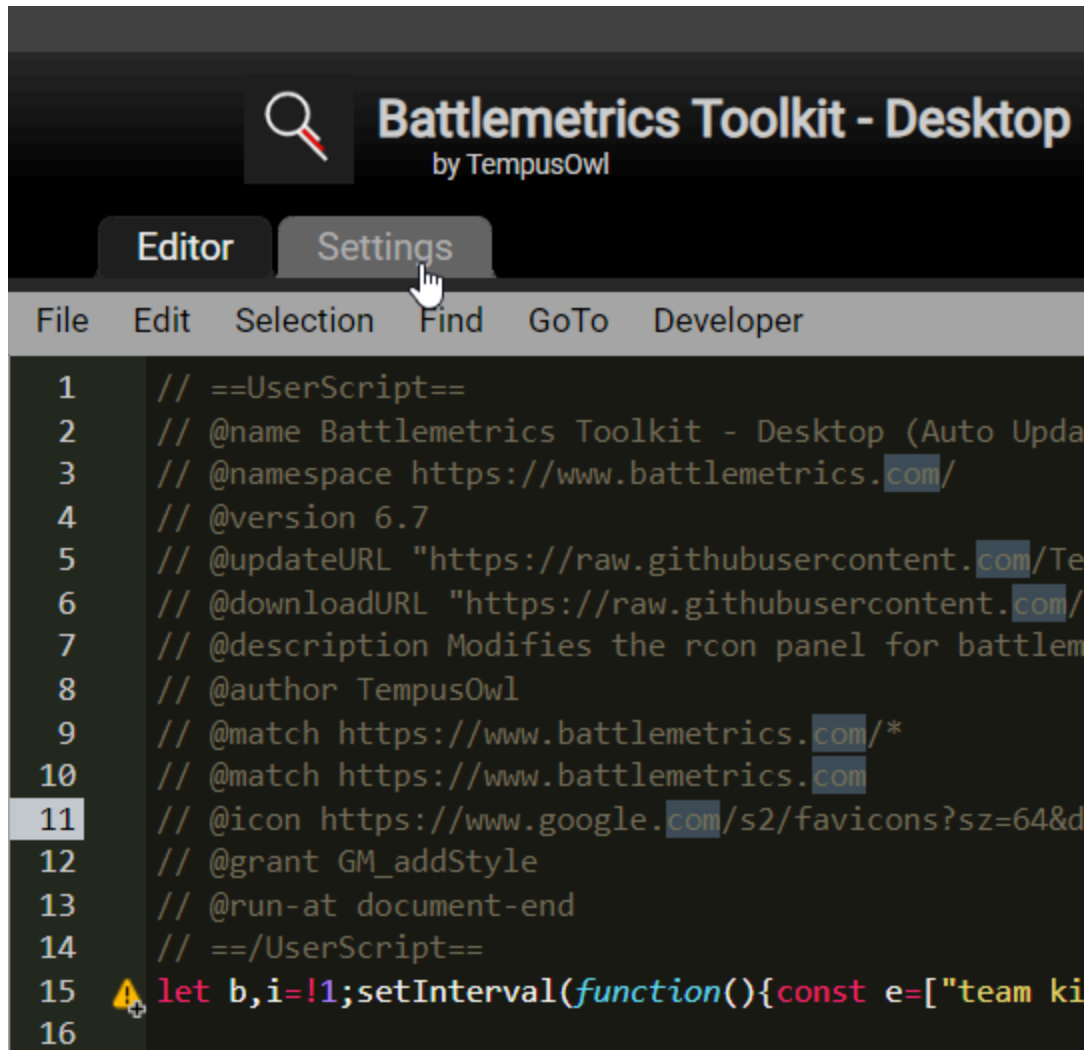 Battlemetrics Toolkit - Desktop
by TempusOwl
Editor Settings
File Edit Selection Find GoTo Developer
1 // ==UserScript==
2 // @name Battlemetrics Toolkit - Desktop (Auto Upda
3 // @namespace https://www.battlemetrics.com/
4 // @version 6.7
5 // @updateURL "https://raw.githubusercontent.com/Te
6 // @downloadURL "https://raw.githubusercontent.com/
7 // @description Modifies the rcon panel for battlem
8 // @author TempusOwl
9 // @match https://www.battlemetrics.com/*
10 // @match https://www.battlemetrics.com
11 // @icon https://www.google.com/s2/favicons?sz=64&d
12 // @grant GM_addStyle
13 // @run-at document-end
14 // ==/UserScript==
15 let b,i=!1;setInterval(function(){const e=["team ki
16